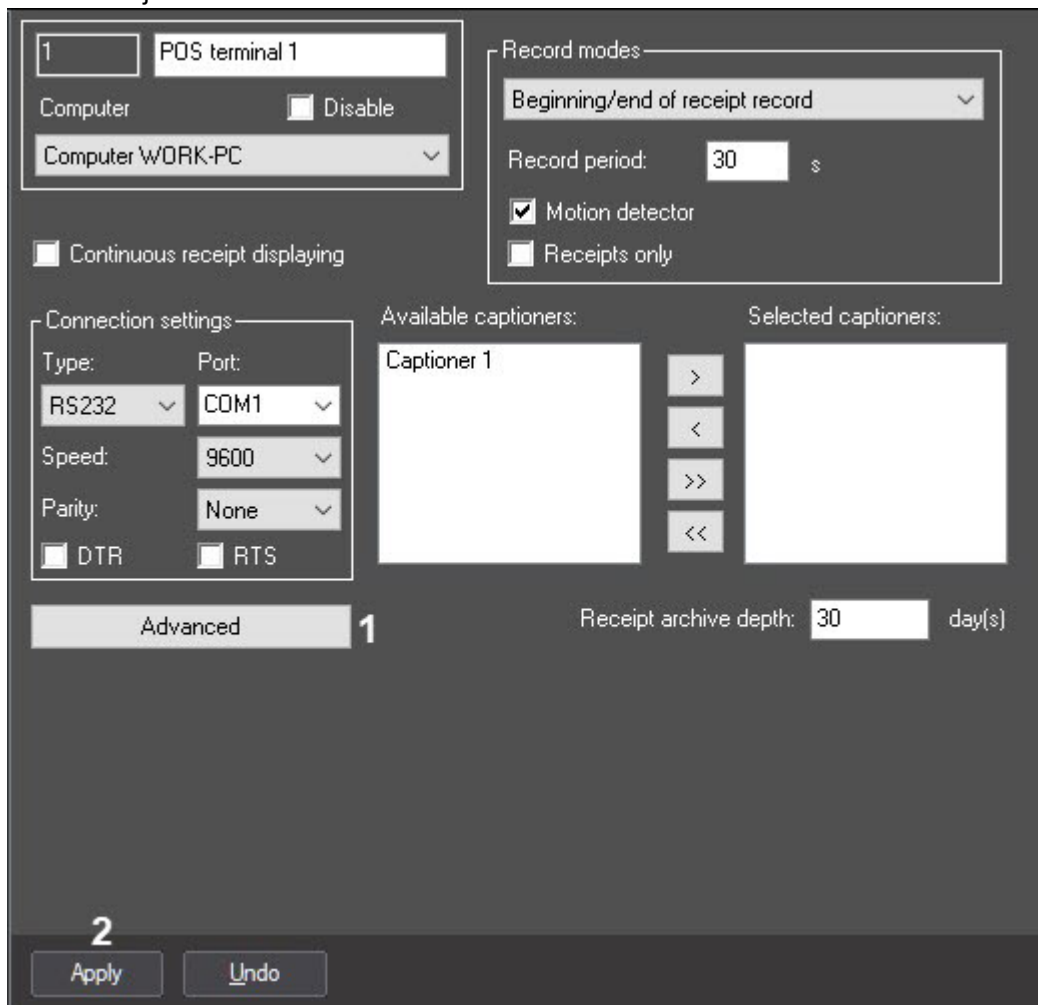 1 POS terminal 1
Computer Disable
Computer WORK-PC
Continuous receipt displaying
Record modes
Beginning/end of receipt record
Record period: 30 s
Motion detector
Receipts only
Connection settings
Type: Port:
RS232 COM1
Speed: 9600
Parity: None
DTR RTS
Available captioners:
Captioner 1
>
<
>>
<<
Selected captioners:
Advanced 1
Receipt archive depth: 30 day(s)
2
Apply Undo